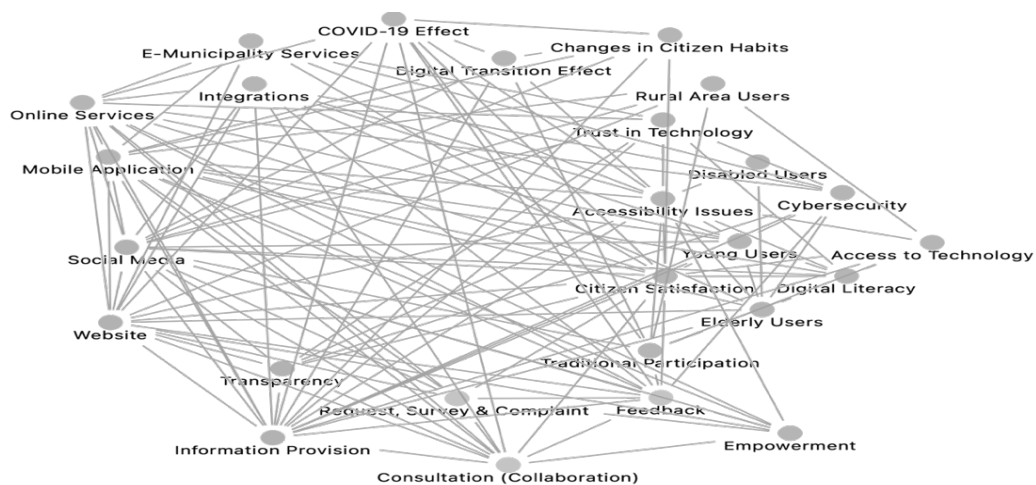 COVID-19 Effect
Changes in Citizen Habits
E-Municipality Services
Digital Transition Effect
Integrations
Rural Area Users
Online Services
Trust in Technology
Mobile Application
Disabled Users
Cybersecurity
Accessibility Issues
Social Media
Young Users
Access to Technology
Citizen Satisfaction
Digital Literacy
Elderly Users
Website
Traditional Participation
Transparency
Request, Survey & Complaint
Feedback
Information Provision
Empowerment
Consultation (Collaboration)